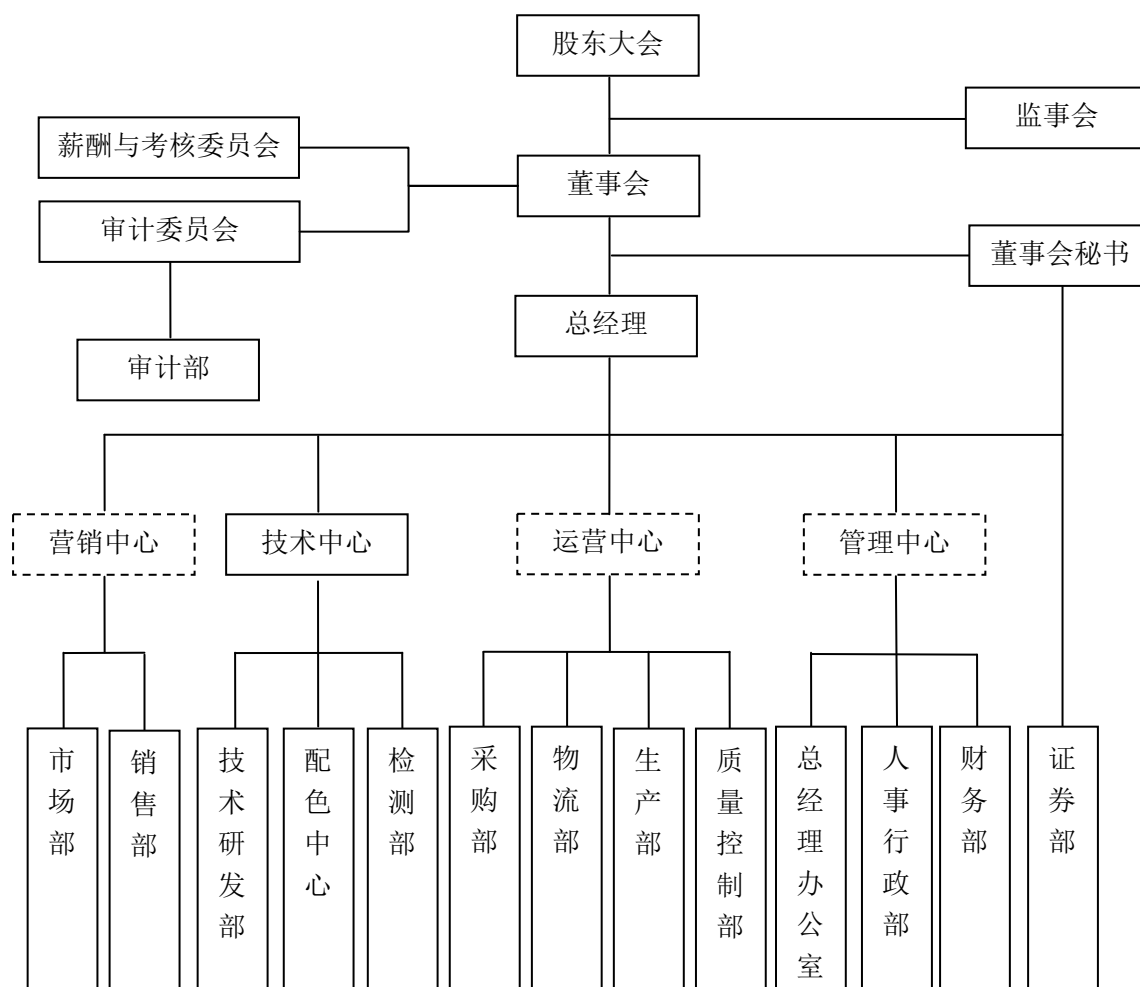 股东大会
监事会
薪酬与考核委员会
董事会
审计委员会
董事会秘书
总经理
审计部
营销中心
技术中心
运营中心
管理中心
市场部
销售部
技术研发部
配色中心
检测部
采购部
物流部
生产部
质量控制部
总经理办公室
人事行政部
财务部
证券部